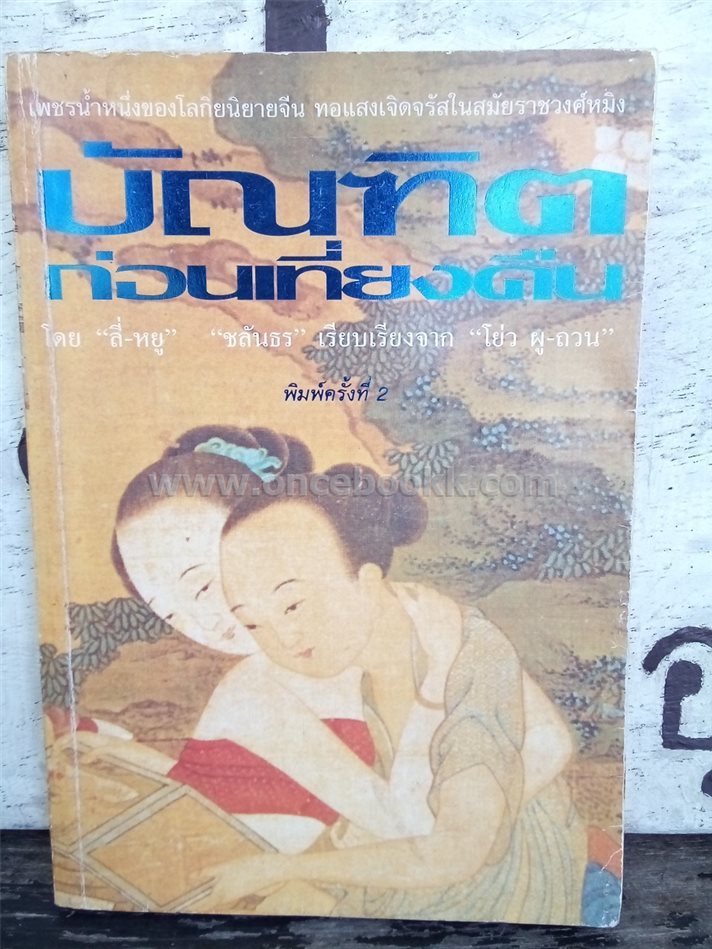 เพชรน้ำหนึ่งของโลกิยนิยายจีน ทอแสงเจิดจรัสในสมัยราชวงศ์หมิง
บัณฑิต
ก่อนเที่ยงคืน
โดย “ลี่-หยู” “ชลันธร” เรียบเรียงจาก “โย่ว ผู-ถวน”
พิมพ์ครั้งที่ 2
www.oncebookk.com